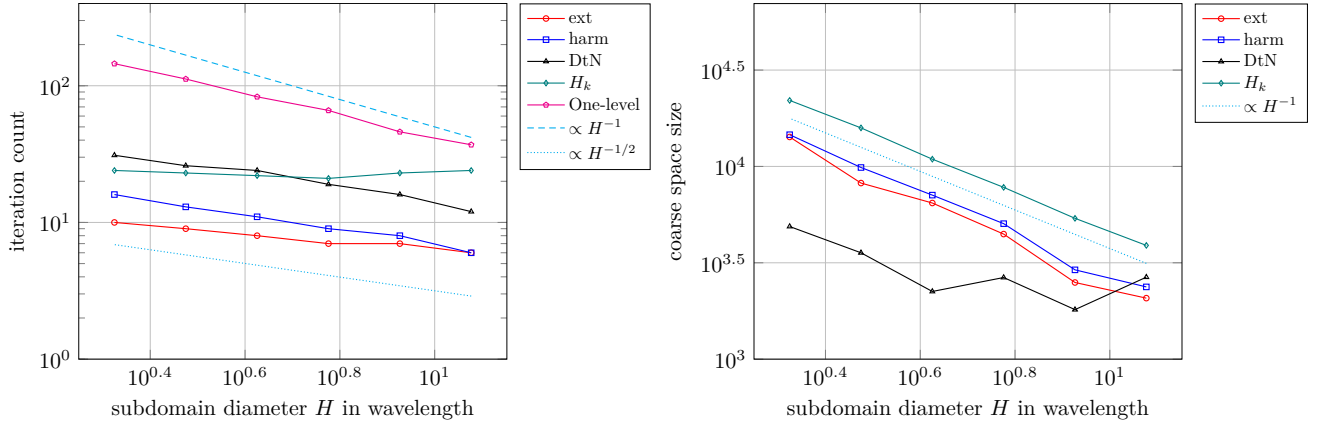 10^2
10^1
10^0
iteration count
10^0.4
10^0.6
10^0.8
10^1
subdomain diameter H in wavelength
ext
harm
DtN
H_k
One-level
∝ H^−1
∝ H^−1/2
10^4.5
10^4
10^3.5
10^3
coarse space size
10^0.4
10^0.6
10^0.8
10^1
subdomain diameter H in wavelength
ext
harm
DtN
H_k
∝ H^−1